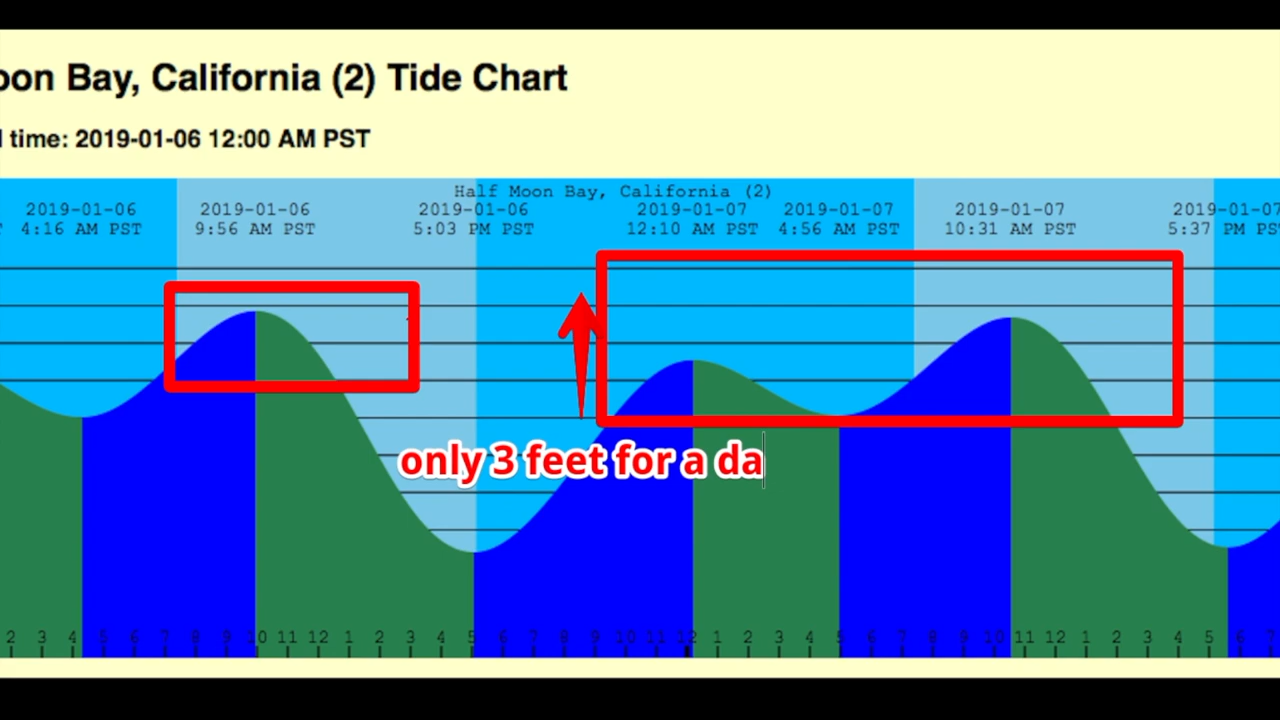 oon Bay, California (2) Tide Chart
l time: 2019-01-06 12:00 AM PST
Half Moon Bay, California (2)
2019-01-06 2019-01-06 2019-01-06 2019-01-07 2019-01-07 2019-01-07 2019-01-07
4:16 AM PST 9:56 AM PST 5:03 PM PST 12:10 AM PST 4:56 AM PST 10:31 AM PST 5:37 PM PS
only 3 feet for a da
2 3 4 5 6 7 8 9 10 11 12 1 2 3 4 5 6 7 8 9 10 11 12 1 2 3 4 5 6 7 8 9 10 11 12 1 2 3 4 5 6 7